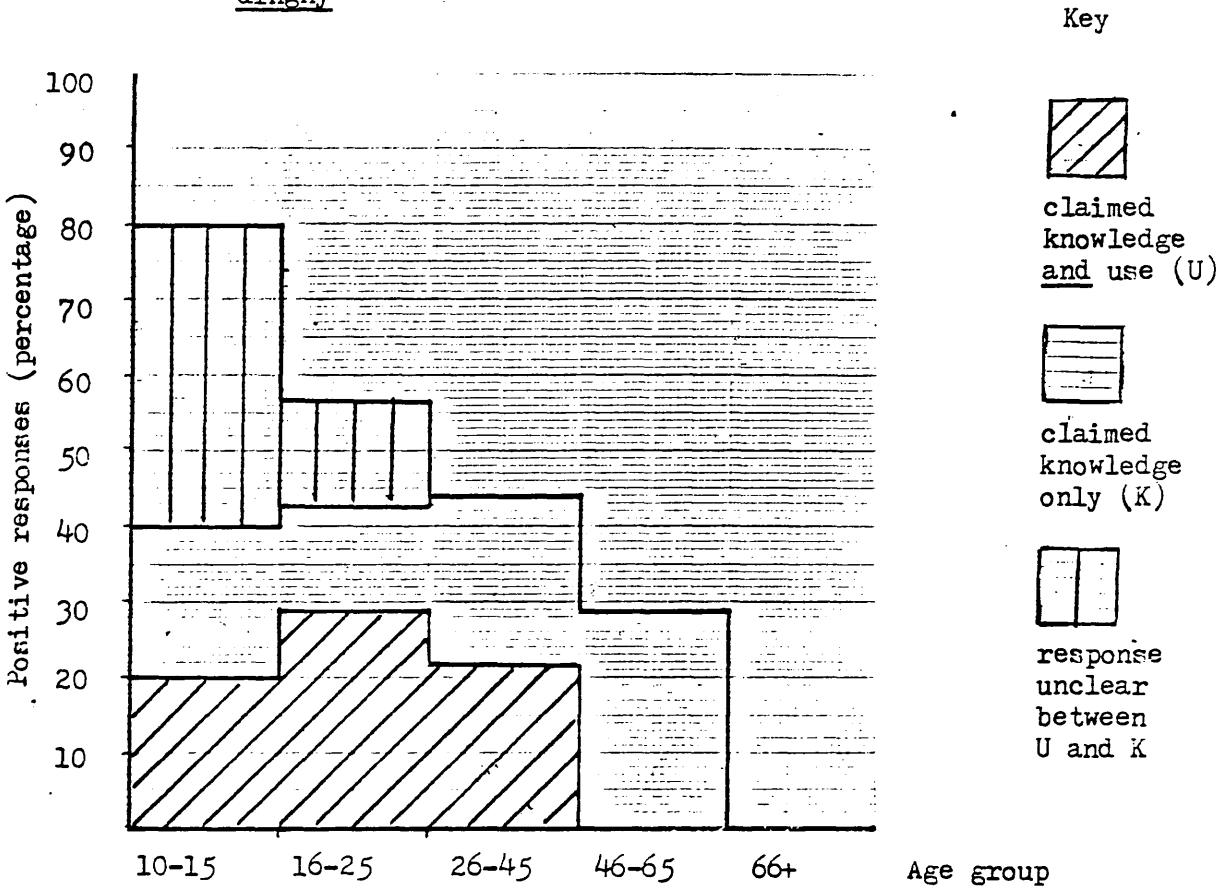 Key
100
90
80
70
60
50
40
30
20
10
Positive responses (percentage)
10-15 16-25 26-45 46-65 66+ Age group
claimed
knowledge
and use (U)
claimed
knowledge
only (K)
response
unclear
between
U and K